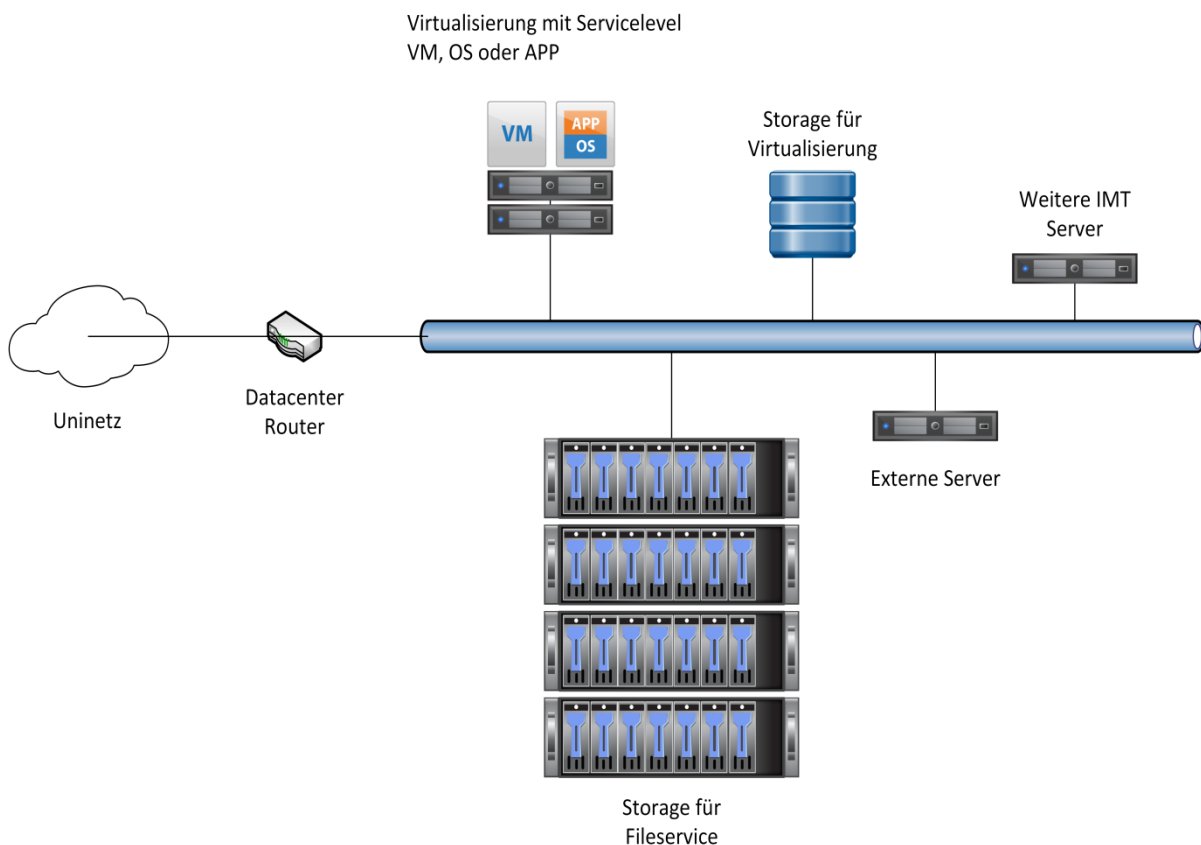 Virtualisierung mit Servicelevel
VM, OS oder APP
VM
APP
OS
Storage für
Virtualisierung
Weitere IMT
Server
Uninetz
Datacenter
Router
Externe Server
Storage für
Fileservice